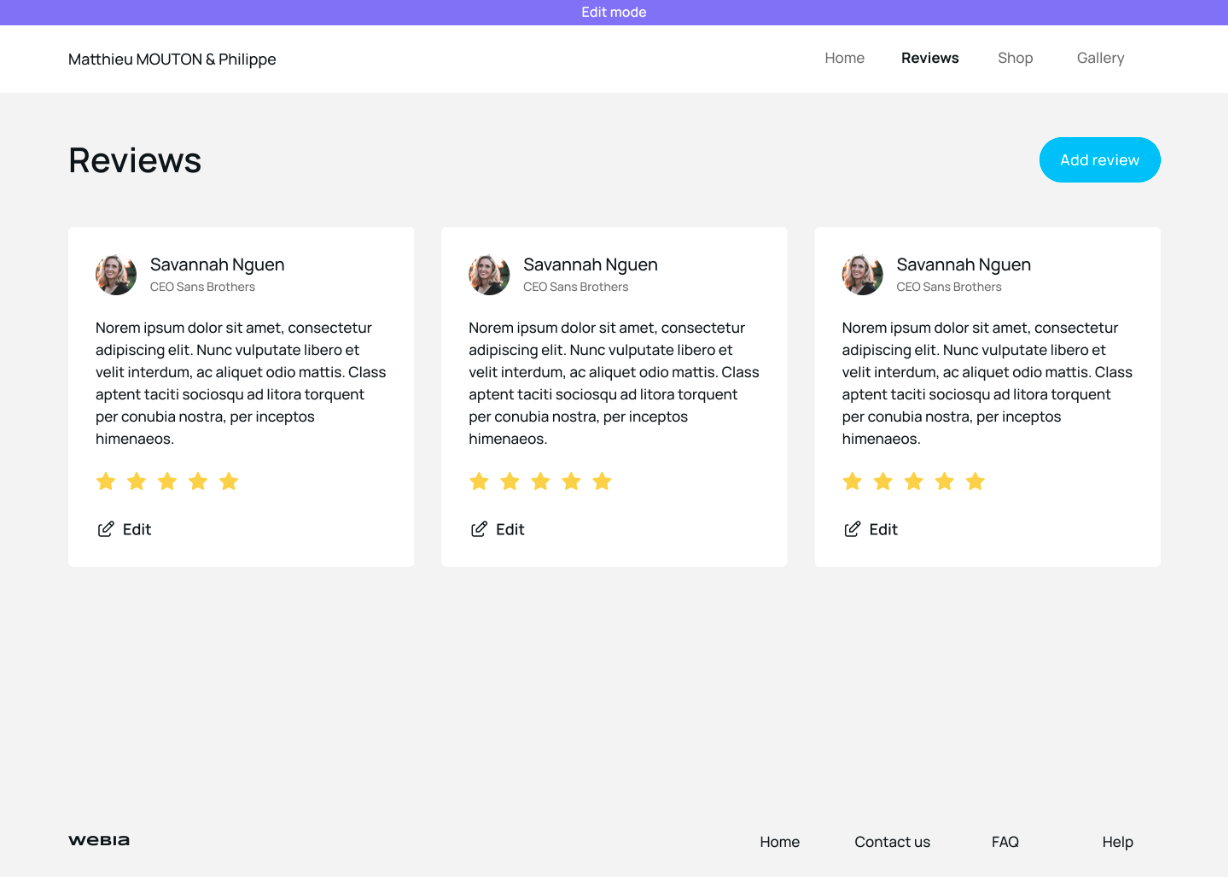 Edit mode
Matthieu MOUTON & Philippe
Home Reviews Shop Gallery
Reviews
Add review
Savannah Nguen
CEO Sans Brothers
Norem ipsum dolor sit amet, consectetur
adipiscing elit. Nunc vulputate libero et
velit interdum, ac aliquet odio mattis. Class
aptent taciti sociosqu ad litora torquent
per conubia nostra, per inceptos
himenaeos.
Edit
Savannah Nguen
CEO Sans Brothers
Norem ipsum dolor sit amet, consectetur
adipiscing elit. Nunc vulputate libero et
velit interdum, ac aliquet odio mattis. Class
aptent taciti sociosqu ad litora torquent
per conubia nostra, per inceptos
himenaeos.
Edit
Savannah Nguen
CEO Sans Brothers
Norem ipsum dolor sit amet, consectetur
adipiscing elit. Nunc vulputate libero et
velit interdum, ac aliquet odio mattis. Class
aptent taciti sociosqu ad litora torquent
per conubia nostra, per inceptos
himenaeos.
Edit
weBIa
Home Contact us FAQ Help